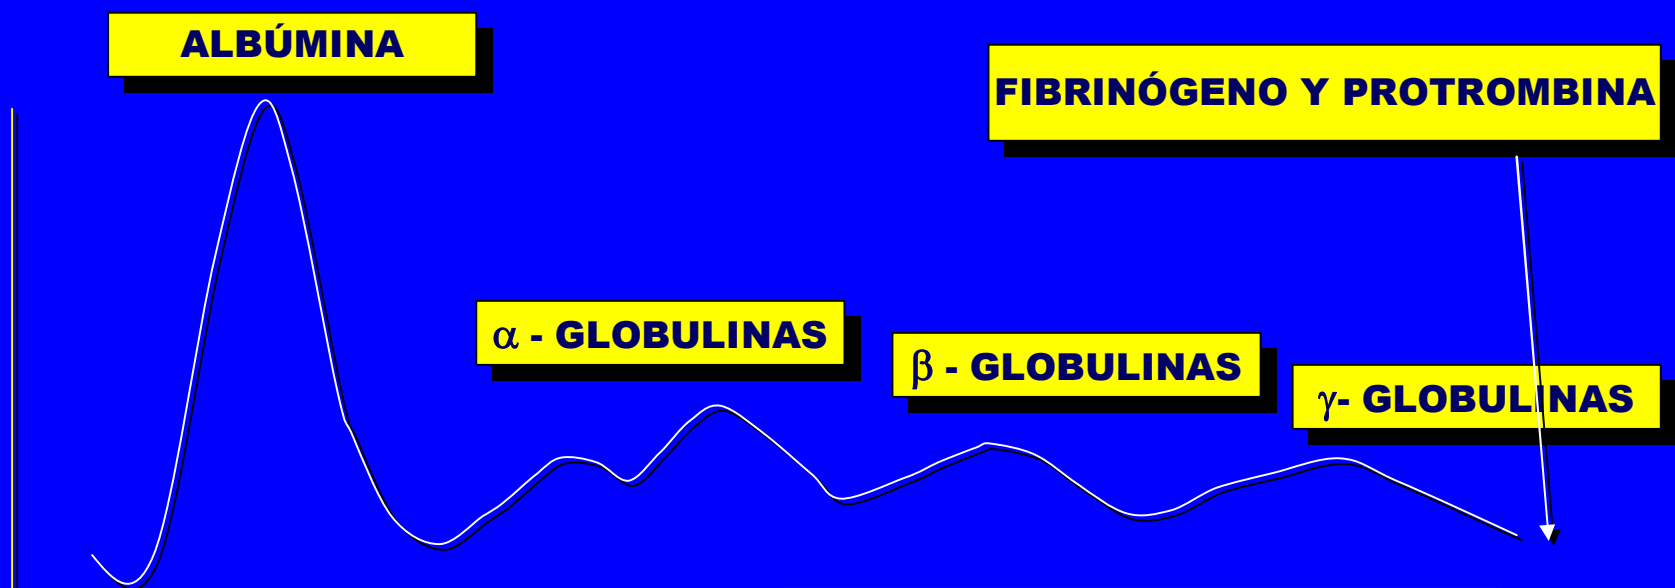 ALBÚMINA
FIBRINÓGENO Y PROTROMBINA
α - GLOBULINAS
β - GLOBULINAS
γ- GLOBULINAS